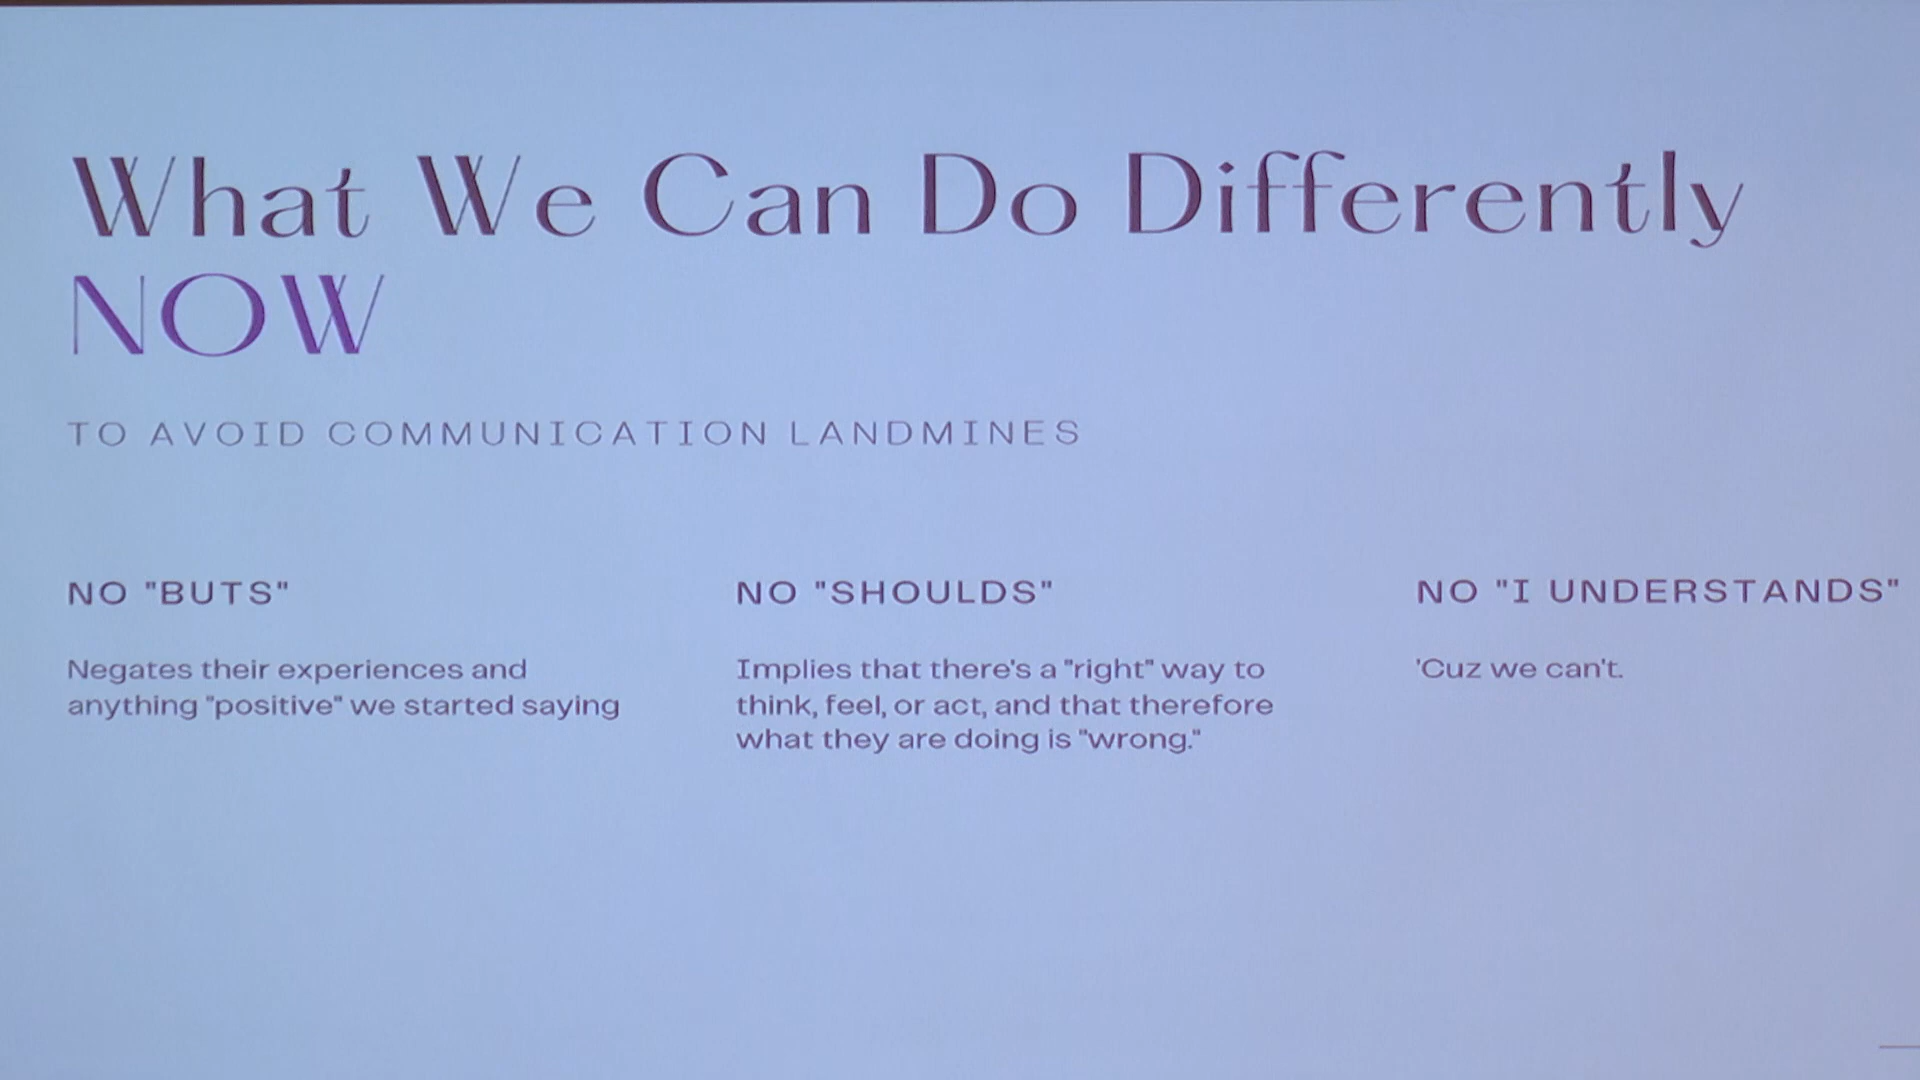 What We Can Do Differently
NOW
TO AVOID COMMUNICATION LANDMINES
NO "BUTS"
Negates their experiences and
anything "positive" we started saying
NO "SHOULDS"
Implies that there's a "right" way to
think, feel, or act, and that therefore
what they are doing is "wrong."
NO "I UNDERSTANDS"
'Cuz we can't.